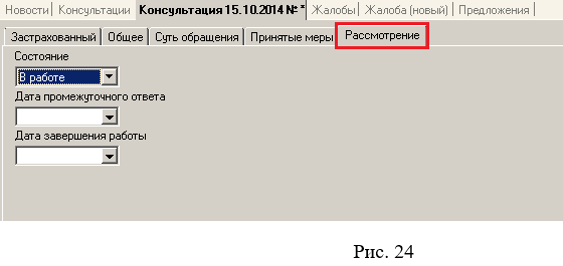 Новости | Консультации | Консультация 15.10.2014 № * | Жалобы | Жалоба (новый) | Предложения |
Застрахованный | Общее | Суть обращения | Принятые меры | Рассмотрение
Состояние
В работе
Дата промежуточного ответа
Дата завершения работы
Рис. 24